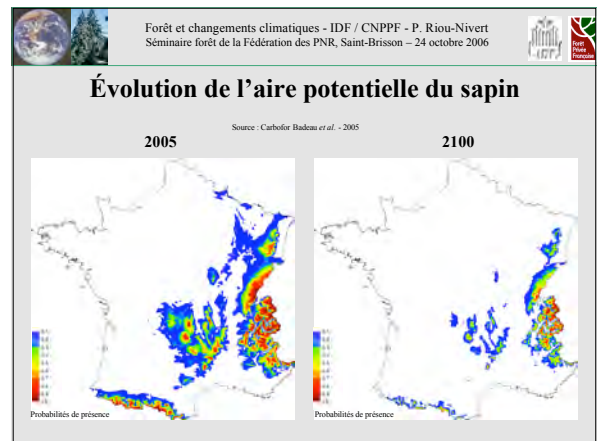 Forêt et changements climatiques - IDF / CNPPF - P. Riou-Nivert
Séminaire forêt de la Fédération des PNR, Saint-Brisson – 24 octobre 2006
Forêt
Privée
Française
Évolution de l'aire potentielle du sapin
Source : Carbofor Badeau et al. - 2005
2005
2100
Probabilités de présence
Probabilités de présence